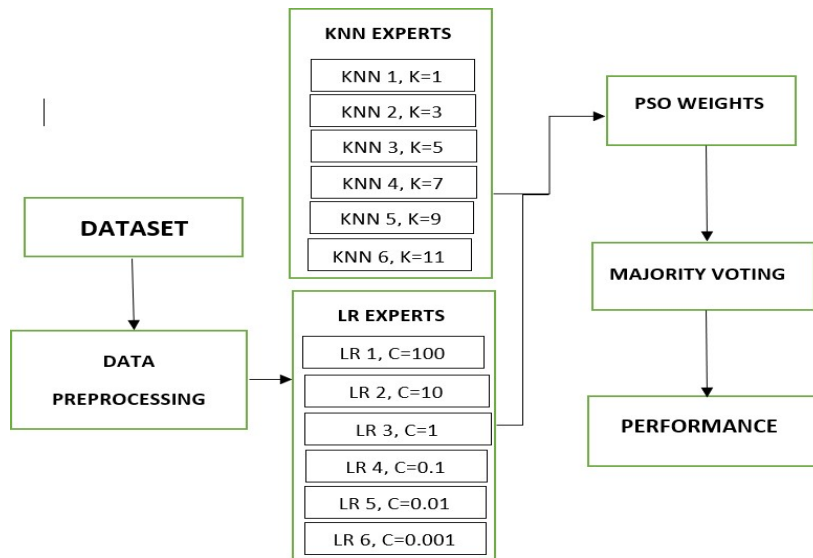 DATASET
DATA
PREPROCESSING
KNN EXPERTS
KNN 1, K=1
KNN 2, K=3
KNN 3, K=5
KNN 4, K=7
KNN 5, K=9
KNN 6, K=11
LR EXPERTS
LR 1, C=100
LR 2, C=10
LR 3, C=1
LR 4, C=0.1
LR 5, C=0.01
LR 6, C=0.001
PSO WEIGHTS
MAJORITY VOTING
PERFORMANCE